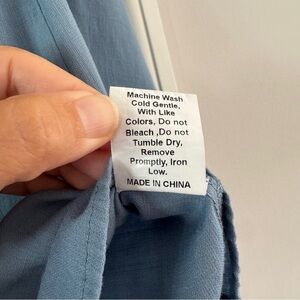 Machine Wash
Cold Gentle,
With Like
Colors, Do not
Bleach ,Do not
Tumble Dry,
Remove
Promptly, Iron
Low.
MADE IN CHINA